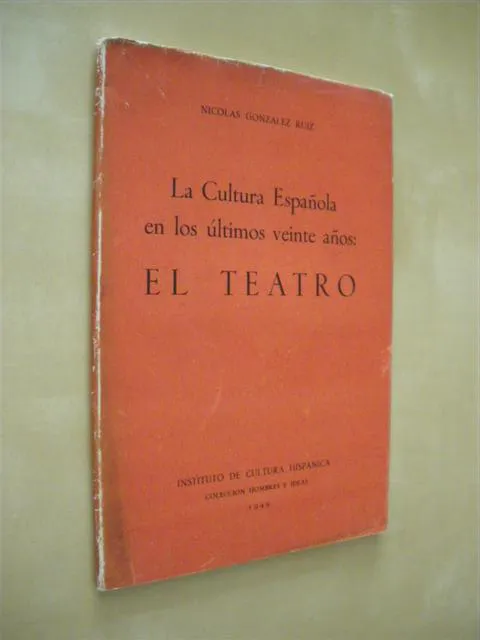 NICOLAS GONZALEZ RUIZ
La Cultura Española
en los últimos veinte años:
EL TEATRO
INSTITUTO DE CULTURA HISPANICA
COLECCION HOMBRES E IDEAS
1949